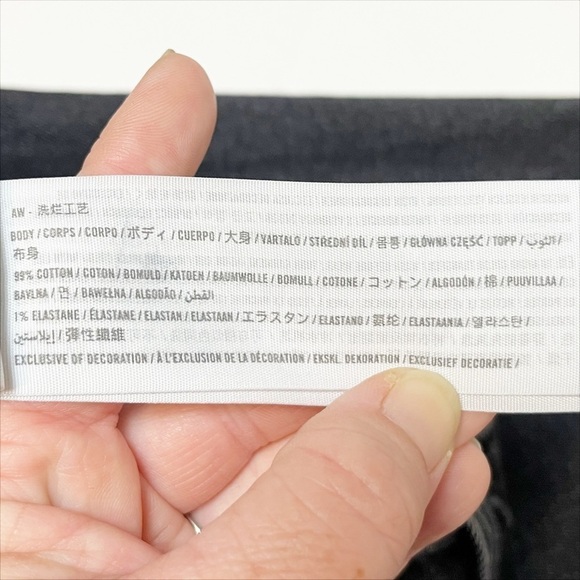 AW - 洗烂工艺
BODY / CORPS / CORPO / ボディ / CUERPO / 大身 / VARTALO / STŘEDNÍ DÍL / 몸통 / GŁÓWNA CZĘŚĆ / TOPP / الثوب /
布身
99% COTTON / COTON / BOMULD / KATOEN / BAUMWOLLE / BOMULL / COTONE / コットン / ALGODÓN / 棉 / PUUVILLAA /
BAVLNA / 면 / BAWEŁNA / ALGODÃO / القطن /
1% ELASTANE / ÉLASTANE / ELASTAN / ELASTAAN / エラスタン / ELASTANO / 氨纶 / ELASTAANIA / 엘라스탄 /
إيلاستين / 彈性纖維
EXCLUSIVE OF DECORATION / À L'EXCLUSION DE LA DÉCORATION / EKSKL. DEKORATION / EXCLUSIEF DECORATIE /